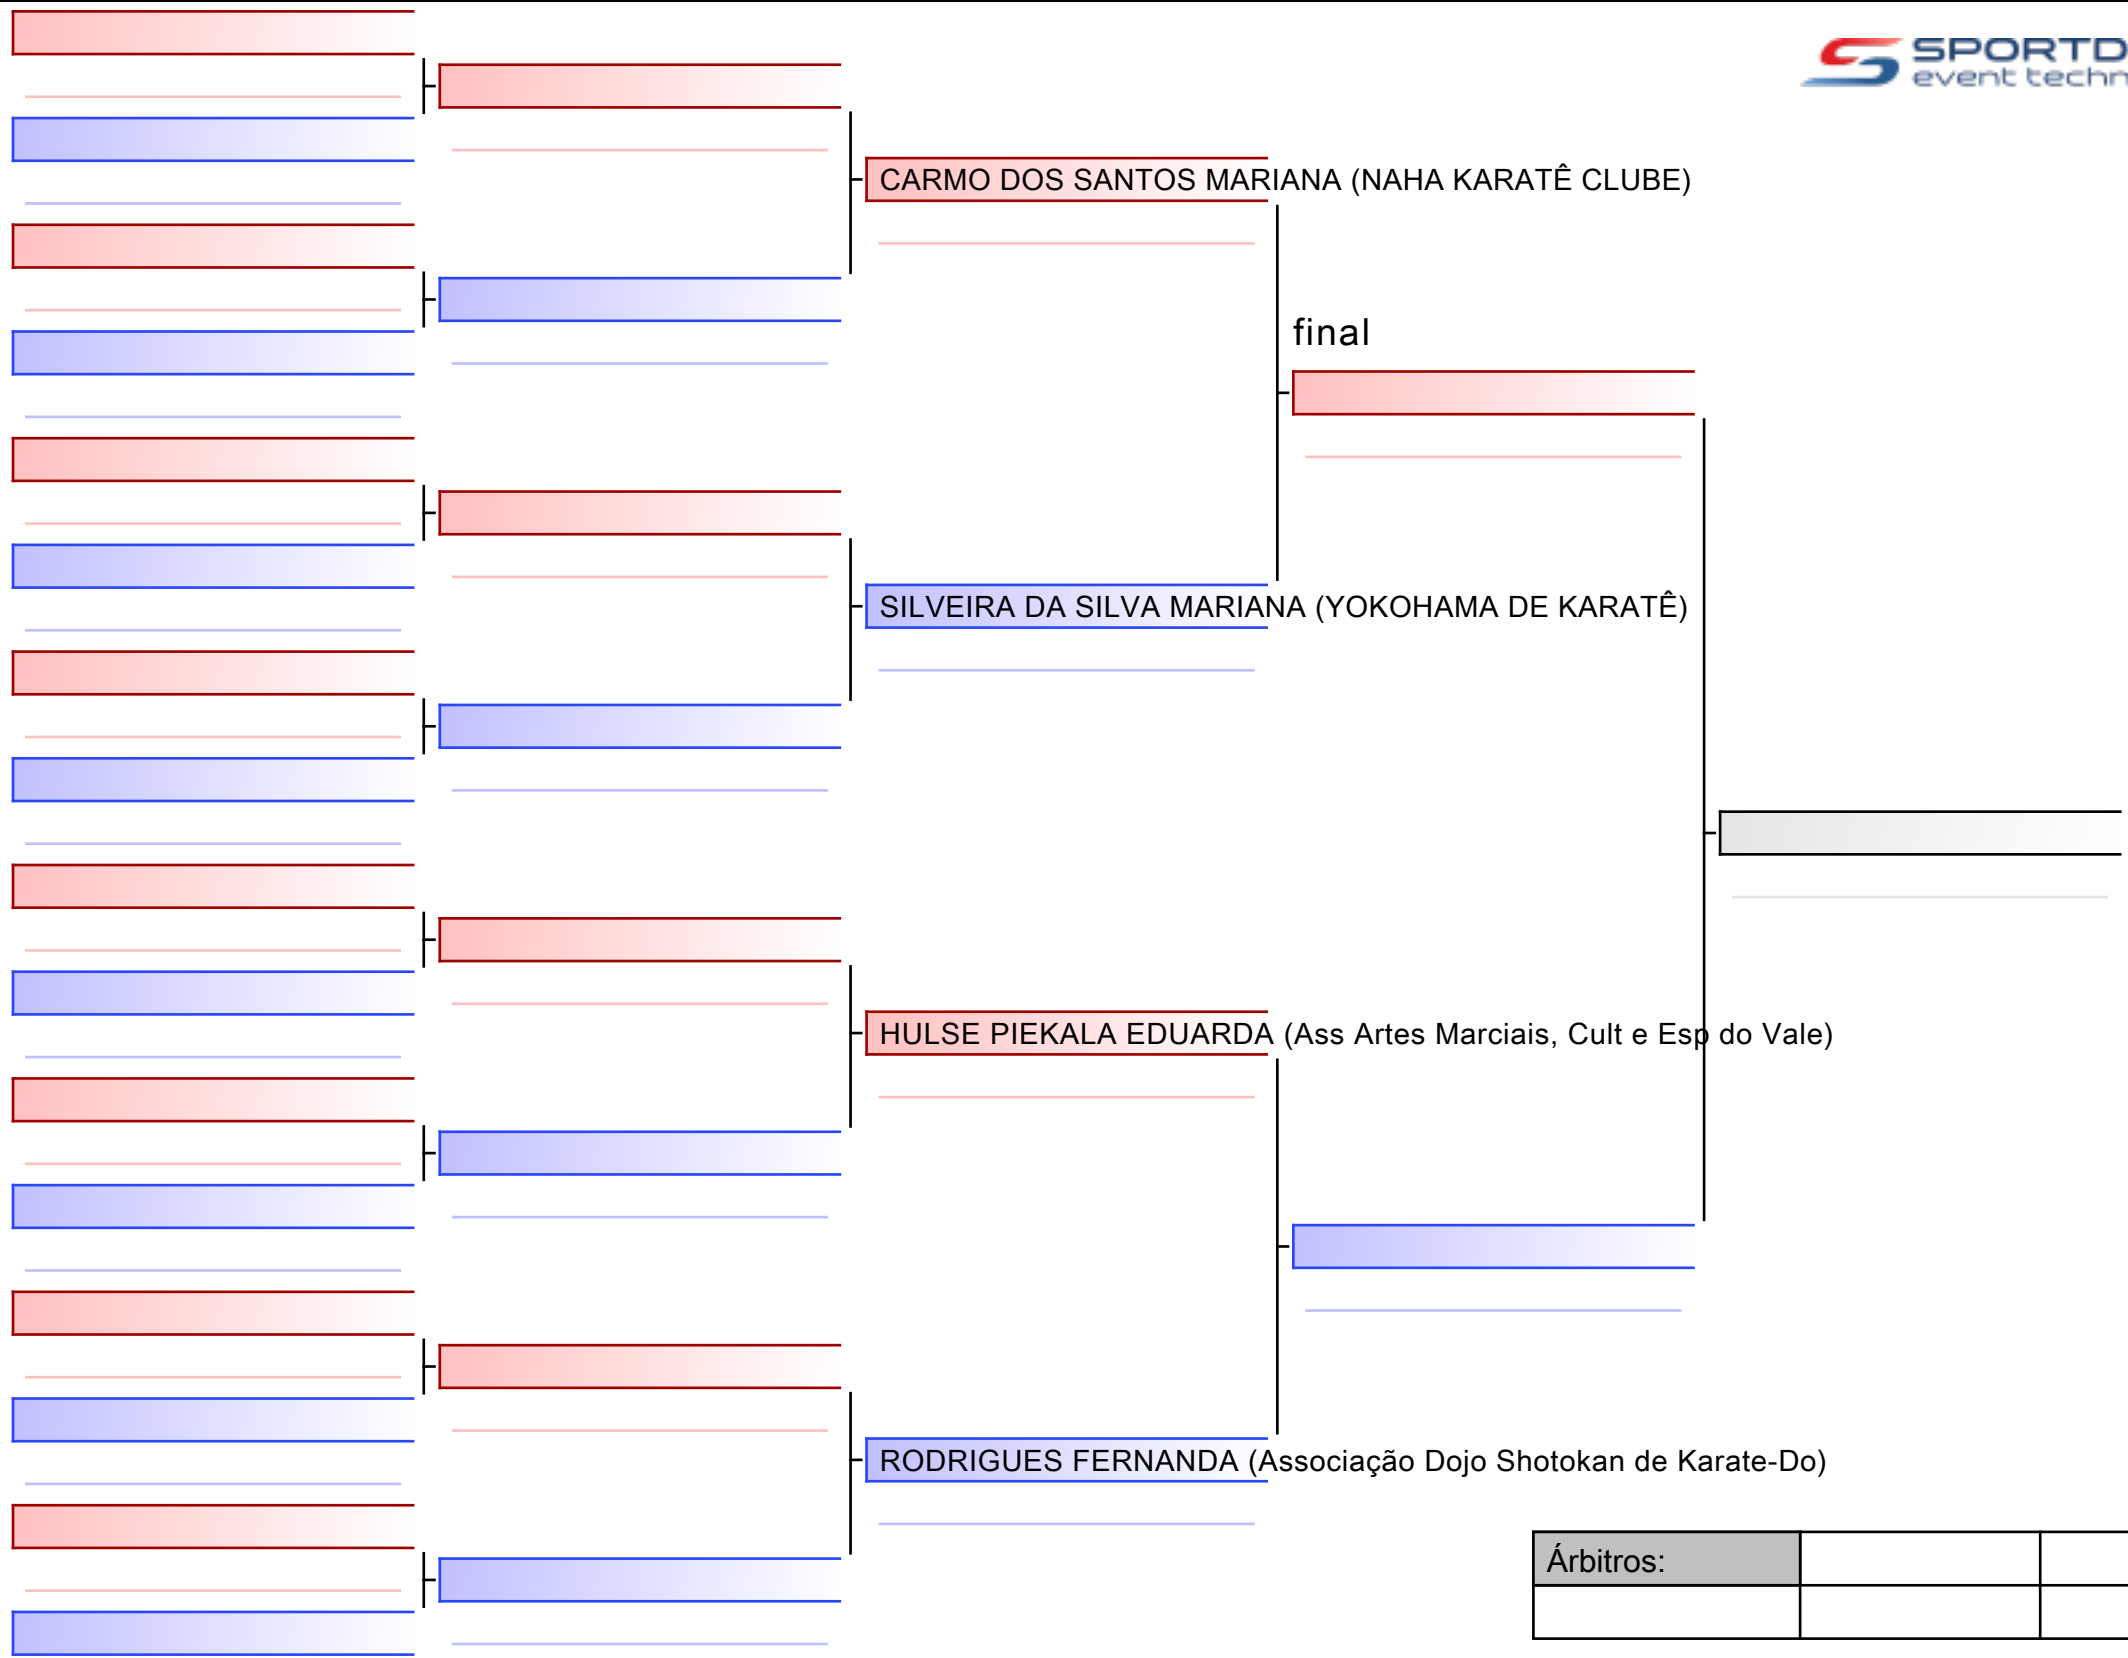 SPORTD
event techn
CARMO DOS SANTOS MARIANA (NAHA KARATÊ CLUBE)
final
SILVEIRA DA SILVA MARIANA (YOKOHAMA DE KARATÊ)
HULSE PIEKALA EDUARDA (Ass Artes Marciais, Cult e Esp do Vale)
RODRIGUES FERNANDA (Associação Dojo Shotokan de Karate-Do)
Árbitros: